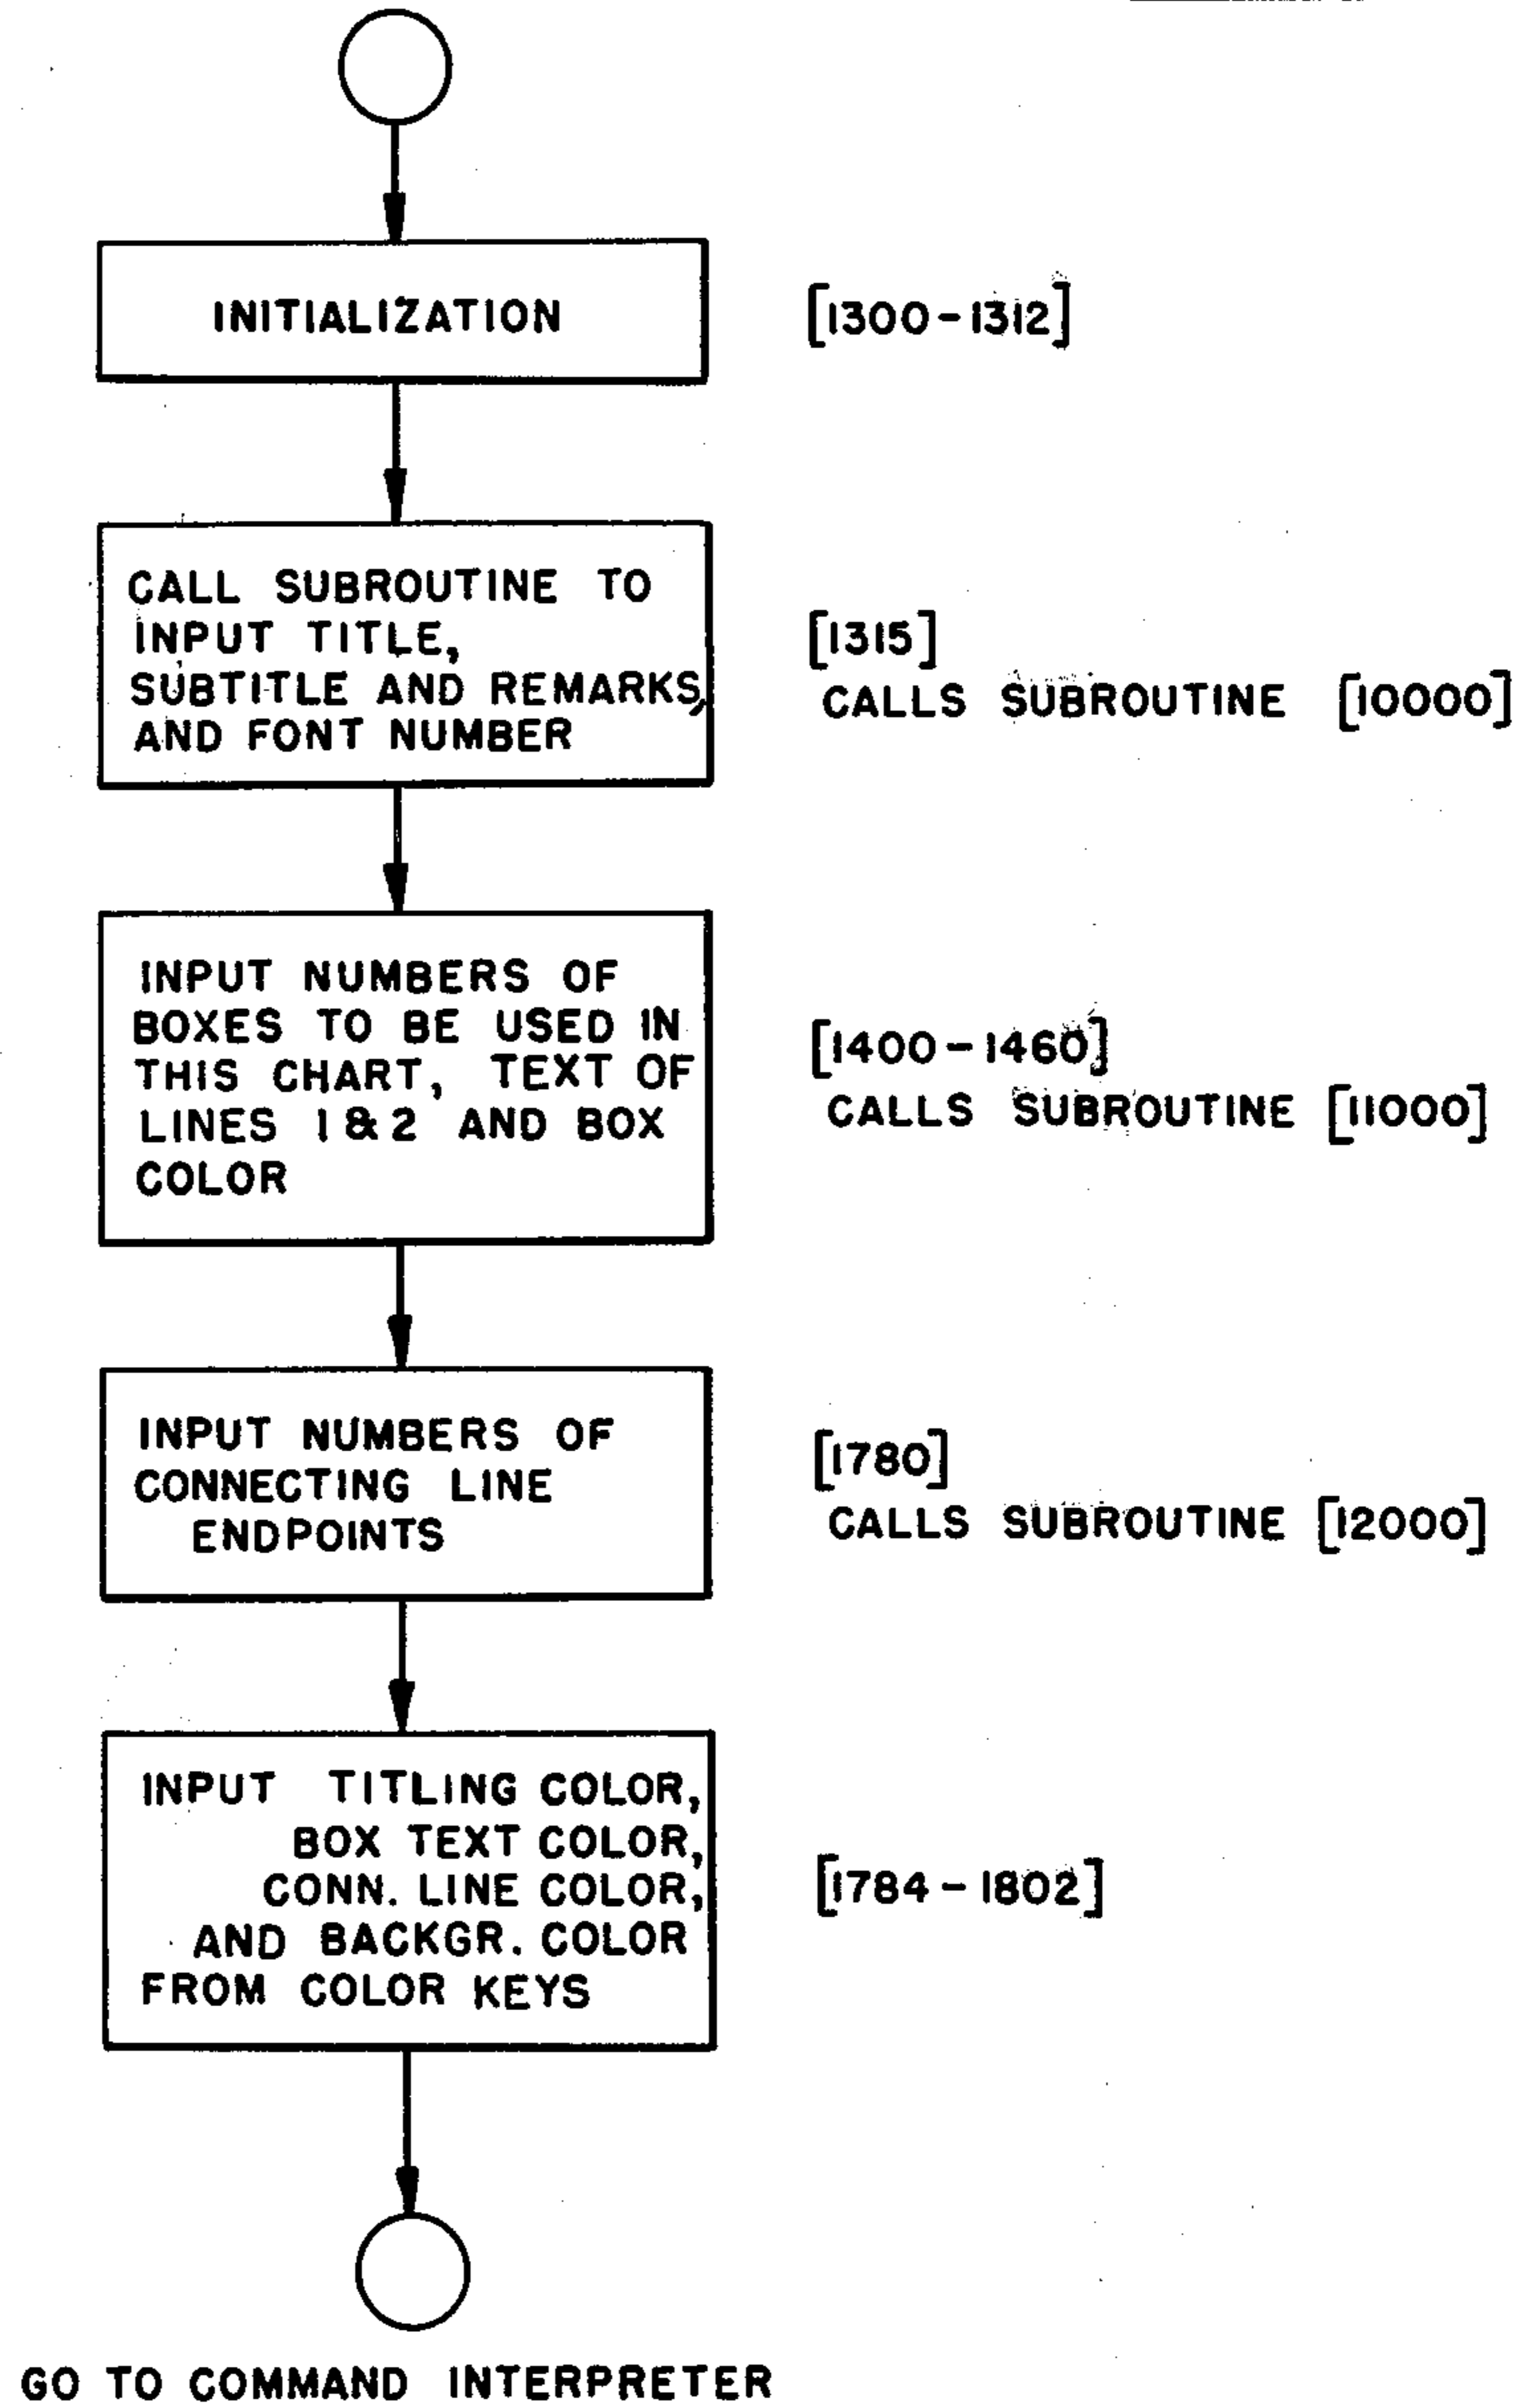 INITIALIZATION
[1300-1312]
CALL SUBROUTINE TO
INPUT TITLE,
SUBTITLE AND REMARKS,
AND FONT NUMBER
[1315]
CALLS SUBROUTINE [10000]
INPUT NUMBERS OF
BOXES TO BE USED IN
THIS CHART, TEXT OF
LINES 1&2 AND BOX
COLOR
[1400-1460]
CALLS SUBROUTINE [11000]
INPUT NUMBERS OF
CONNECTING LINE
ENDPOINTS
[1780]
CALLS SUBROUTINE [12000]
INPUT TITLING COLOR,
BOX TEXT COLOR,
CONN. LINE COLOR,
AND BACKGR. COLOR
FROM COLOR KEYS
[1784-1802]
GO TO COMMAND INTERPRETER